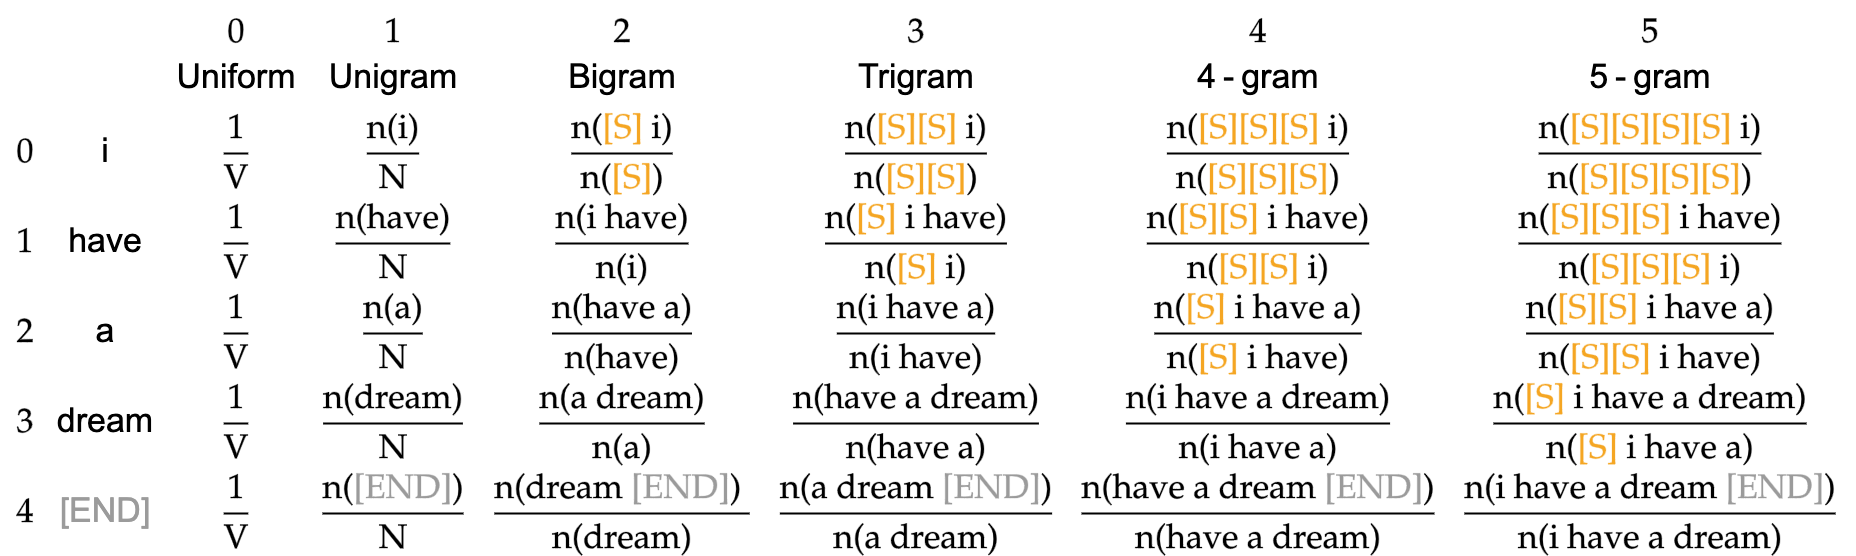 0 1 2 3 4 5
Uniform Unigram Bigram Trigram 4 - gram 5 - gram
1 n(i) n([S] i) n([S][S] i) n([S][S][S] i) n([S][S][S][S] i)
0 i
V N n([S]) n([S][S]) n([S][S][S]) n([S][S][S][S])
1 n(have) n(i have) n([S] i have) n([S][S] i have) n([S][S][S] i have)
1 have
V N n(i) n([S] i) n([S][S] i) n([S][S][S] i)
1 n(a) n(have a) n(i have a) n([S] i have a) n([S][S] i have a)
2 a
V N n(have) n(i have) n([S] i have) n([S][S] i have)
1 n(dream) n(a dream) n(have a dream) n(i have a dream) n([S] i have a dream)
3 dream
V N n(a) n(have a) n(i have a) n([S] i have a)
1 n([END]) n(dream [END]) n(a dream [END]) n(have a dream [END]) n(i have a dream [END])
4 [END]
V N n(dream) n(a dream) n(have a dream) n(i have a dream)